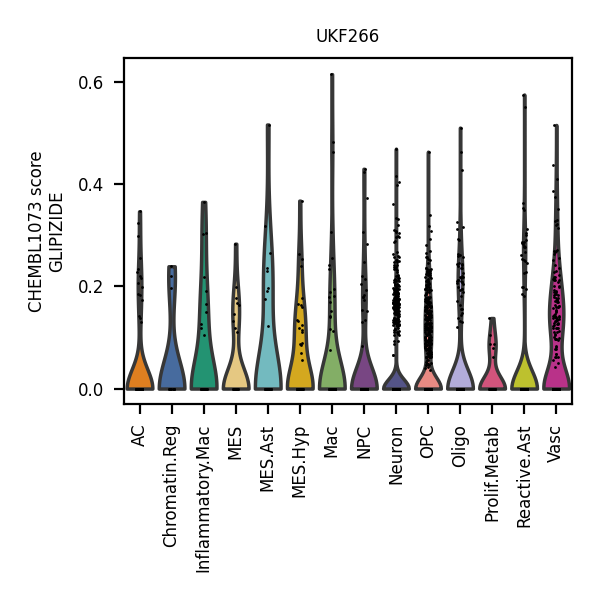 UKF266
CHEMBL1073 score
GLIPIZIDE
0.6
0.4
0.2
0.0
AC
Chromatin.Reg
Inflammatory.Mac
MES
MES.Ast
MES.Hyp
Mac
NPC
Neuron
OPC
Oligo
Prolif.Metab
Reactive.Ast
Vasc